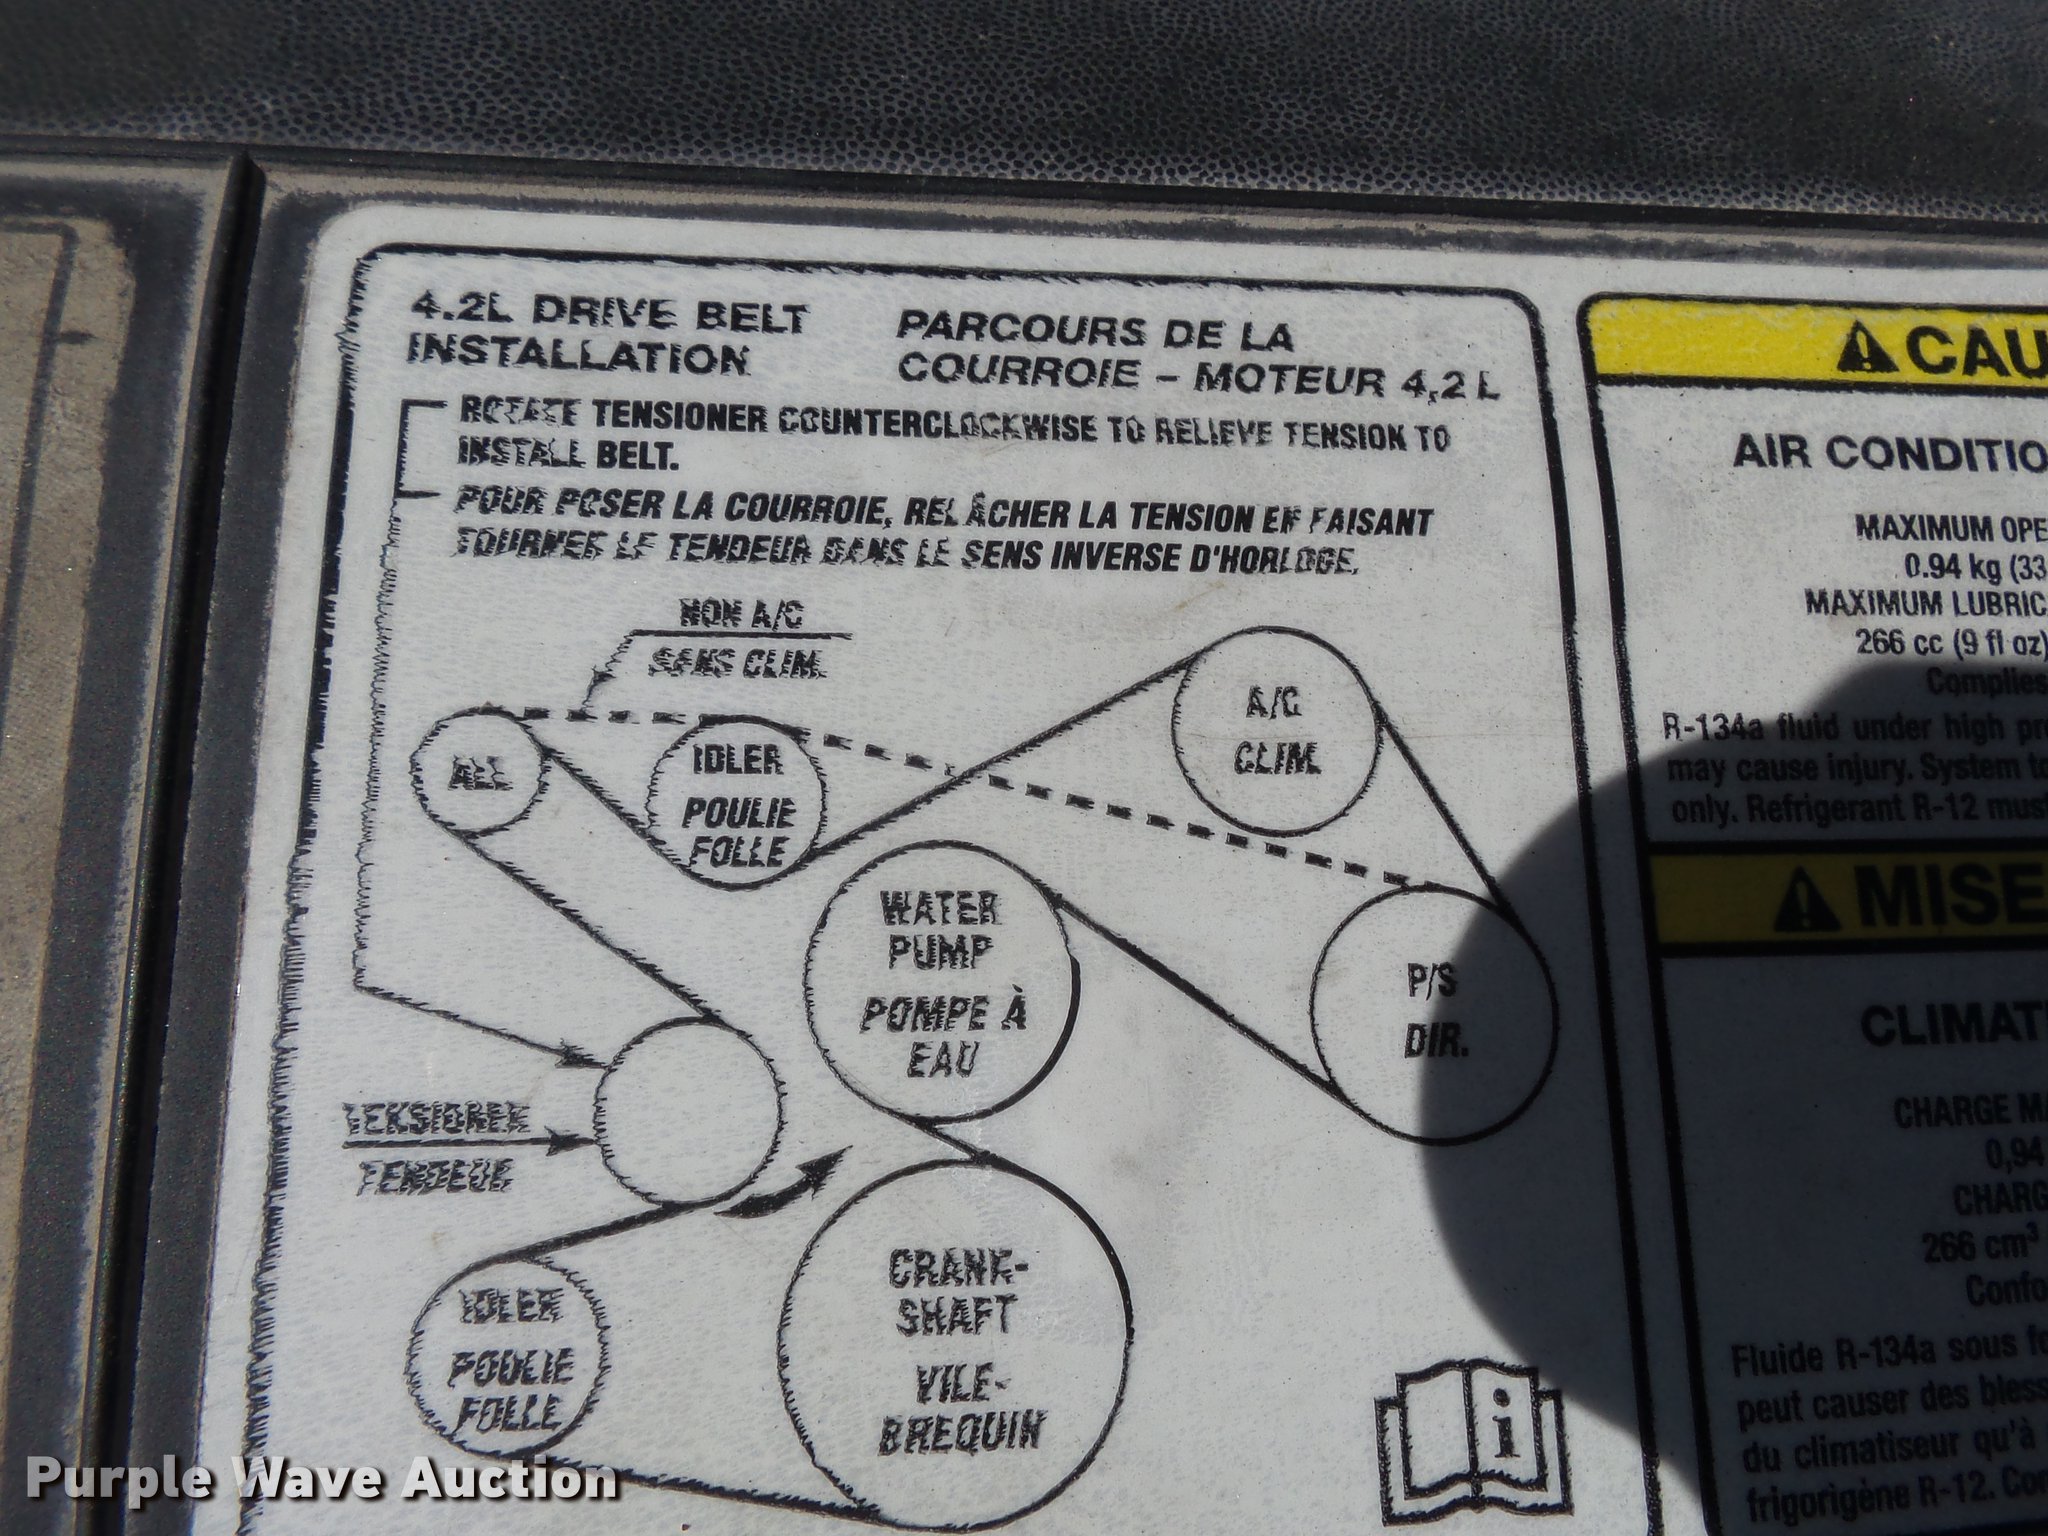 4.2L DRIVE BELT
INSTALLATION
PARCOURS DE LA
COURROIE – MOTEUR 4,2 L
ROTATE TENSIONER COUNTERCLOCKWISE TO RELIEVE TENSION TO
INSTALL BELT.
POUR POSER LA COURROIE, RELÂCHER LA TENSION EN FAISANT
TOURNER LE TENDEUR DANS LE SENS INVERSE D'HORLOGE.
NON A/C
SANS CLIM.
A/C
CLIM.
IDLER
POULIE
FOLLE
WATER
PUMP
POMPE À
EAU
P/S
DIR.
TENSIONER
TENDEUR
IDLER
POULIE
FOLLE
CRANK-
SHAFT
VILE-
BREQUIN
i
CAU
AIR CONDITIO
MAXIMUM OPE
0.94 kg (33
MAXIMUM LUBRIC
266 cc (9 fl oz)
Complies
R-134a fluid under high pre
may cause injury. System to
only. Refrigerant R-12 mus
MISE
CLIMATI
CHARGE MA
0,94
CHARG
266 cm³
Confo
Fluide R-134a sous fo
peut causer des bless
du climatiseur qu'à
frigorigène R-12. Con
Purple Wave Auction